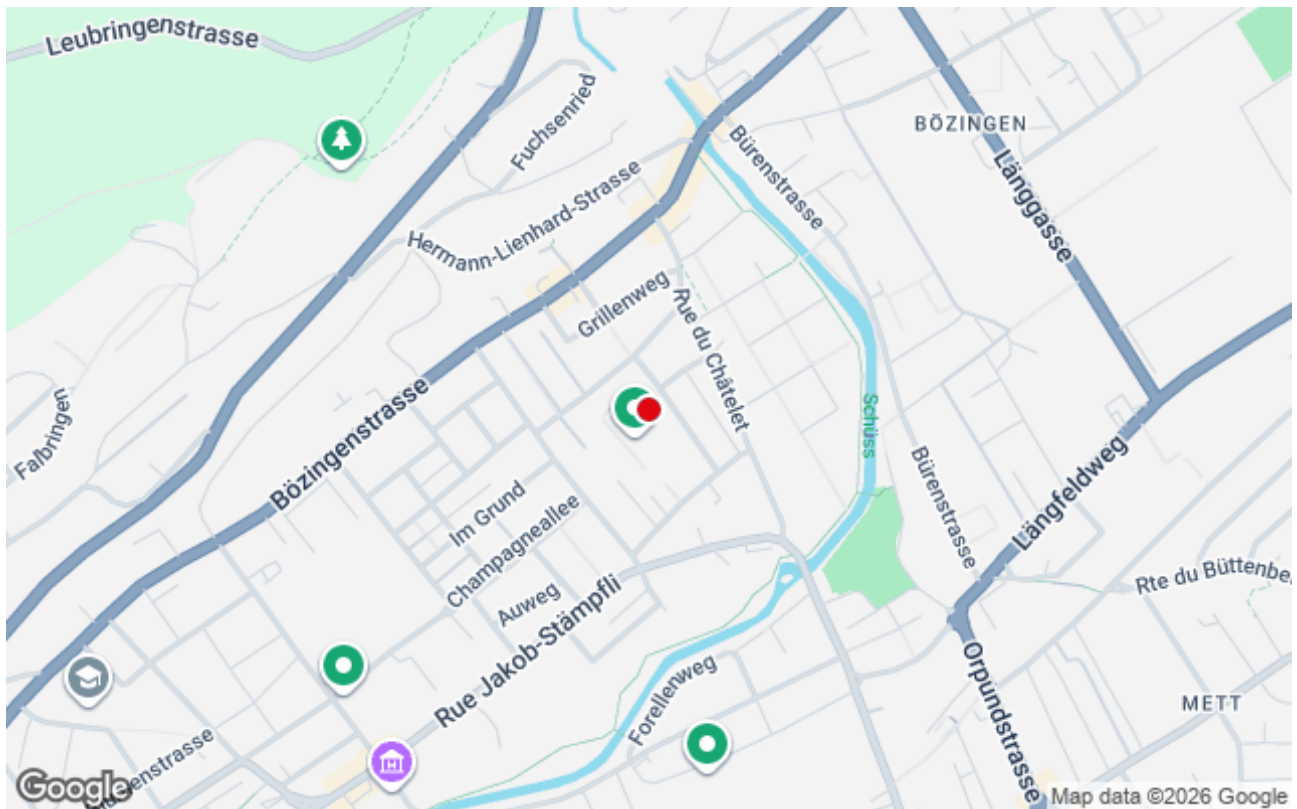 Leubringenstrasse
Fuchsenried
BÖZINGEN
Bürenstrasse
Hermann-Lienhard-Strasse
Länggasse
Grillenweg
Rue du Châtelet
Falbringen
Bözingenstrasse
Schüss
Bürenstrasse
Längfeldweg
Im Grund
Champagneallee
Auweg
Rte du Büttenbe
Rue Jakob-Stämpfli
Forellenweg
Orpundstrasse
METT
enstrasse
Google
Map data ©2026 Google